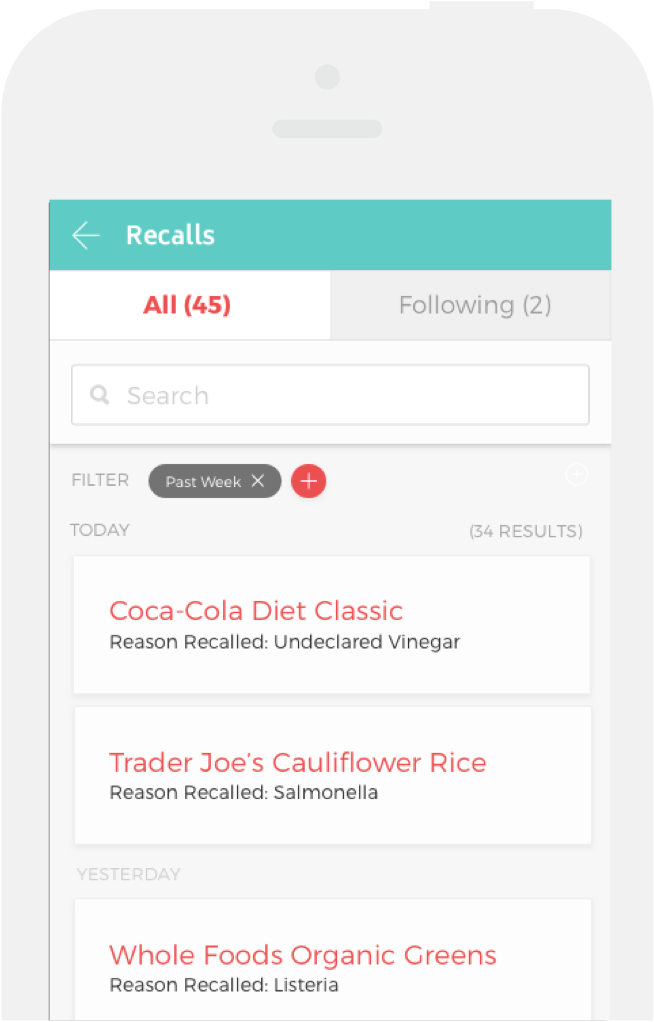 Recalls
All (45)
Following (2)
Search
FILTER
Past Week
TODAY
(34 RESULTS)
Coca-Cola Diet Classic
Reason Recalled: Undeclared Vinegar
Trader Joe’s Cauliflower Rice
Reason Recalled: Salmonella
YESTERDAY
Whole Foods Organic Greens
Reason Recalled: Listeria